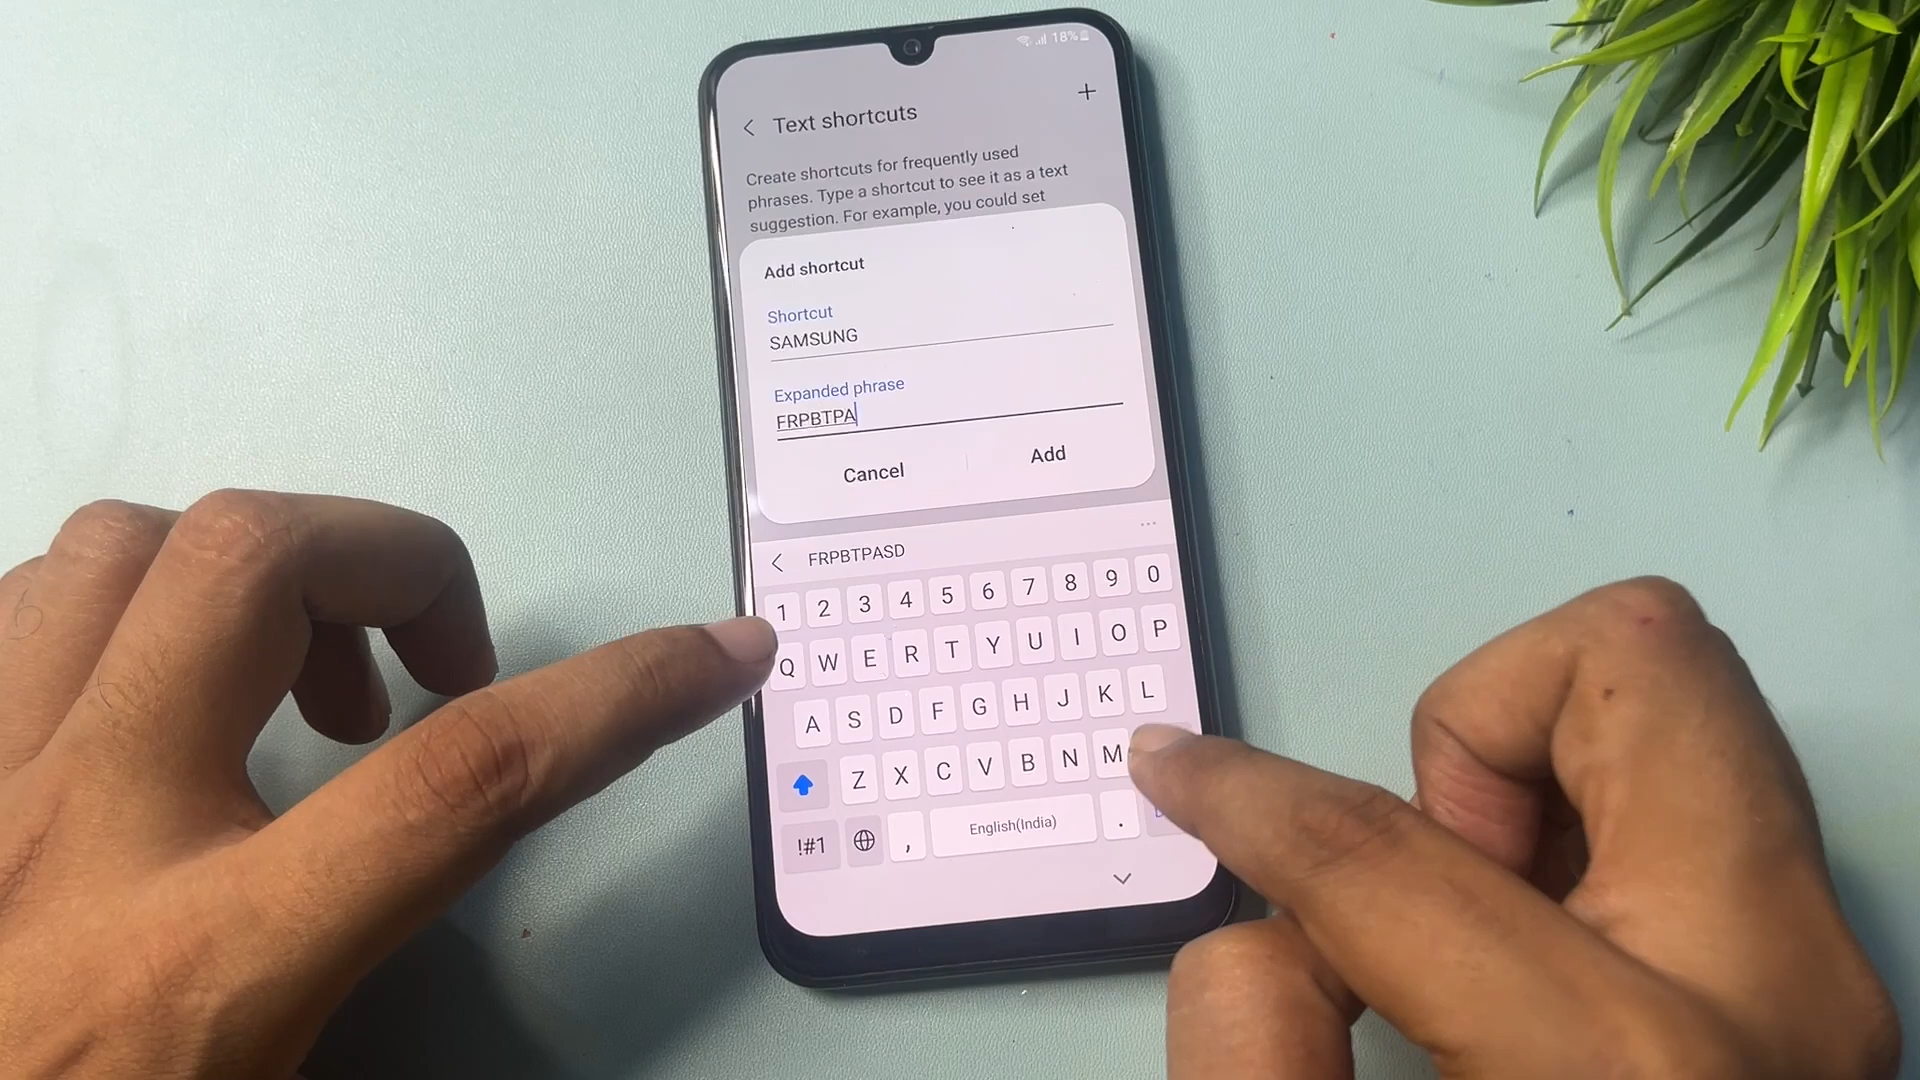 18%
Text shortcuts
+
Create shortcuts for frequently used
phrases. Type a shortcut to see it as a text
suggestion. For example, you could set
Add shortcut
Shortcut
SAMSUNG
Expanded phrase
FRPBTPA
Cancel Add
FRPBTPASD
1 2 3 4 5 6 7 8 9 0
Q W E R T Y U I O P
A S D F G H J K L
Z X C V B N M
!#1 , English(India) .